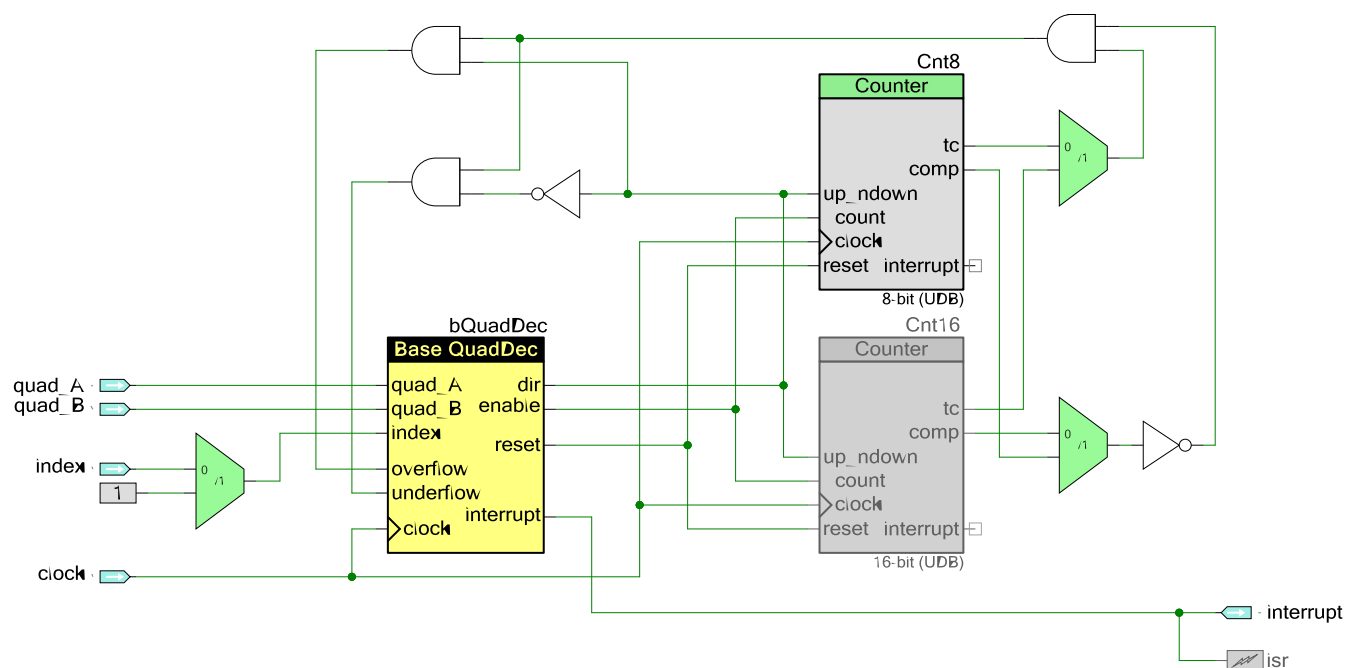 Cnt8
Counter
tc
comp
up_ndown
count
clock
reset interrupt
8-bit (UDB)
0
/1
bQuadDec
Base QuadDec
quad_A dir
quad_B enable
index
reset
overflow
underflow
interrupt
clock
Cnt16
Counter
tc
comp
up_ndown
count
clock
reset interrupt
16-bit (UDB)
0
/1
quad_A
quad_B
index
0
/1
1
clock
interrupt
isr